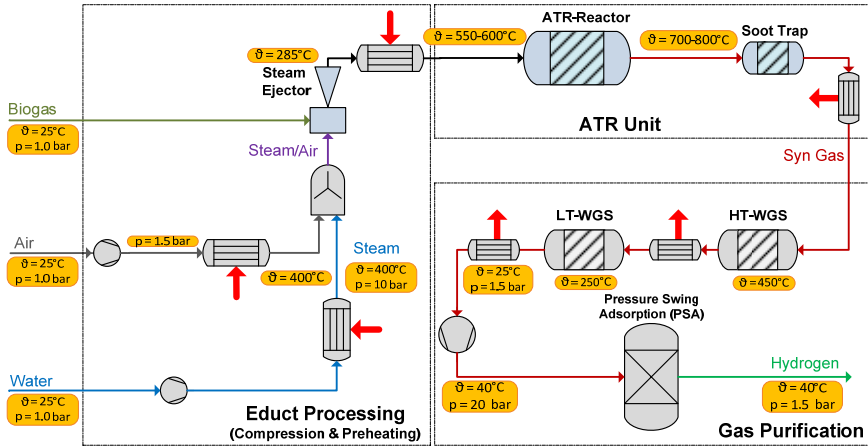 ϑ = 285°C
Steam
Ejector
ϑ = 550-600°C
ATR-Reactor
ϑ = 700-800°C
Soot Trap
ATR Unit
Biogas
ϑ = 25°C
p = 1,0 bar
Steam/Air
Syn Gas
Air
ϑ = 25°C
p = 1,0 bar
p = 1.5 bar
ϑ = 400°C
Steam
ϑ = 400°C
p = 10 bar
Water
ϑ = 25°C
p = 1,0 bar
Educt Processing
(Compression & Preheating)
LT-WGS
HT-WGS
ϑ = 25°C
p = 1,5 bar
ϑ = 250°C
ϑ = 450°C
Pressure Swing
Adsorption (PSA)
ϑ = 40°C
p = 20 bar
Hydrogen
ϑ = 40°C
p = 1.5 bar
Gas Purification